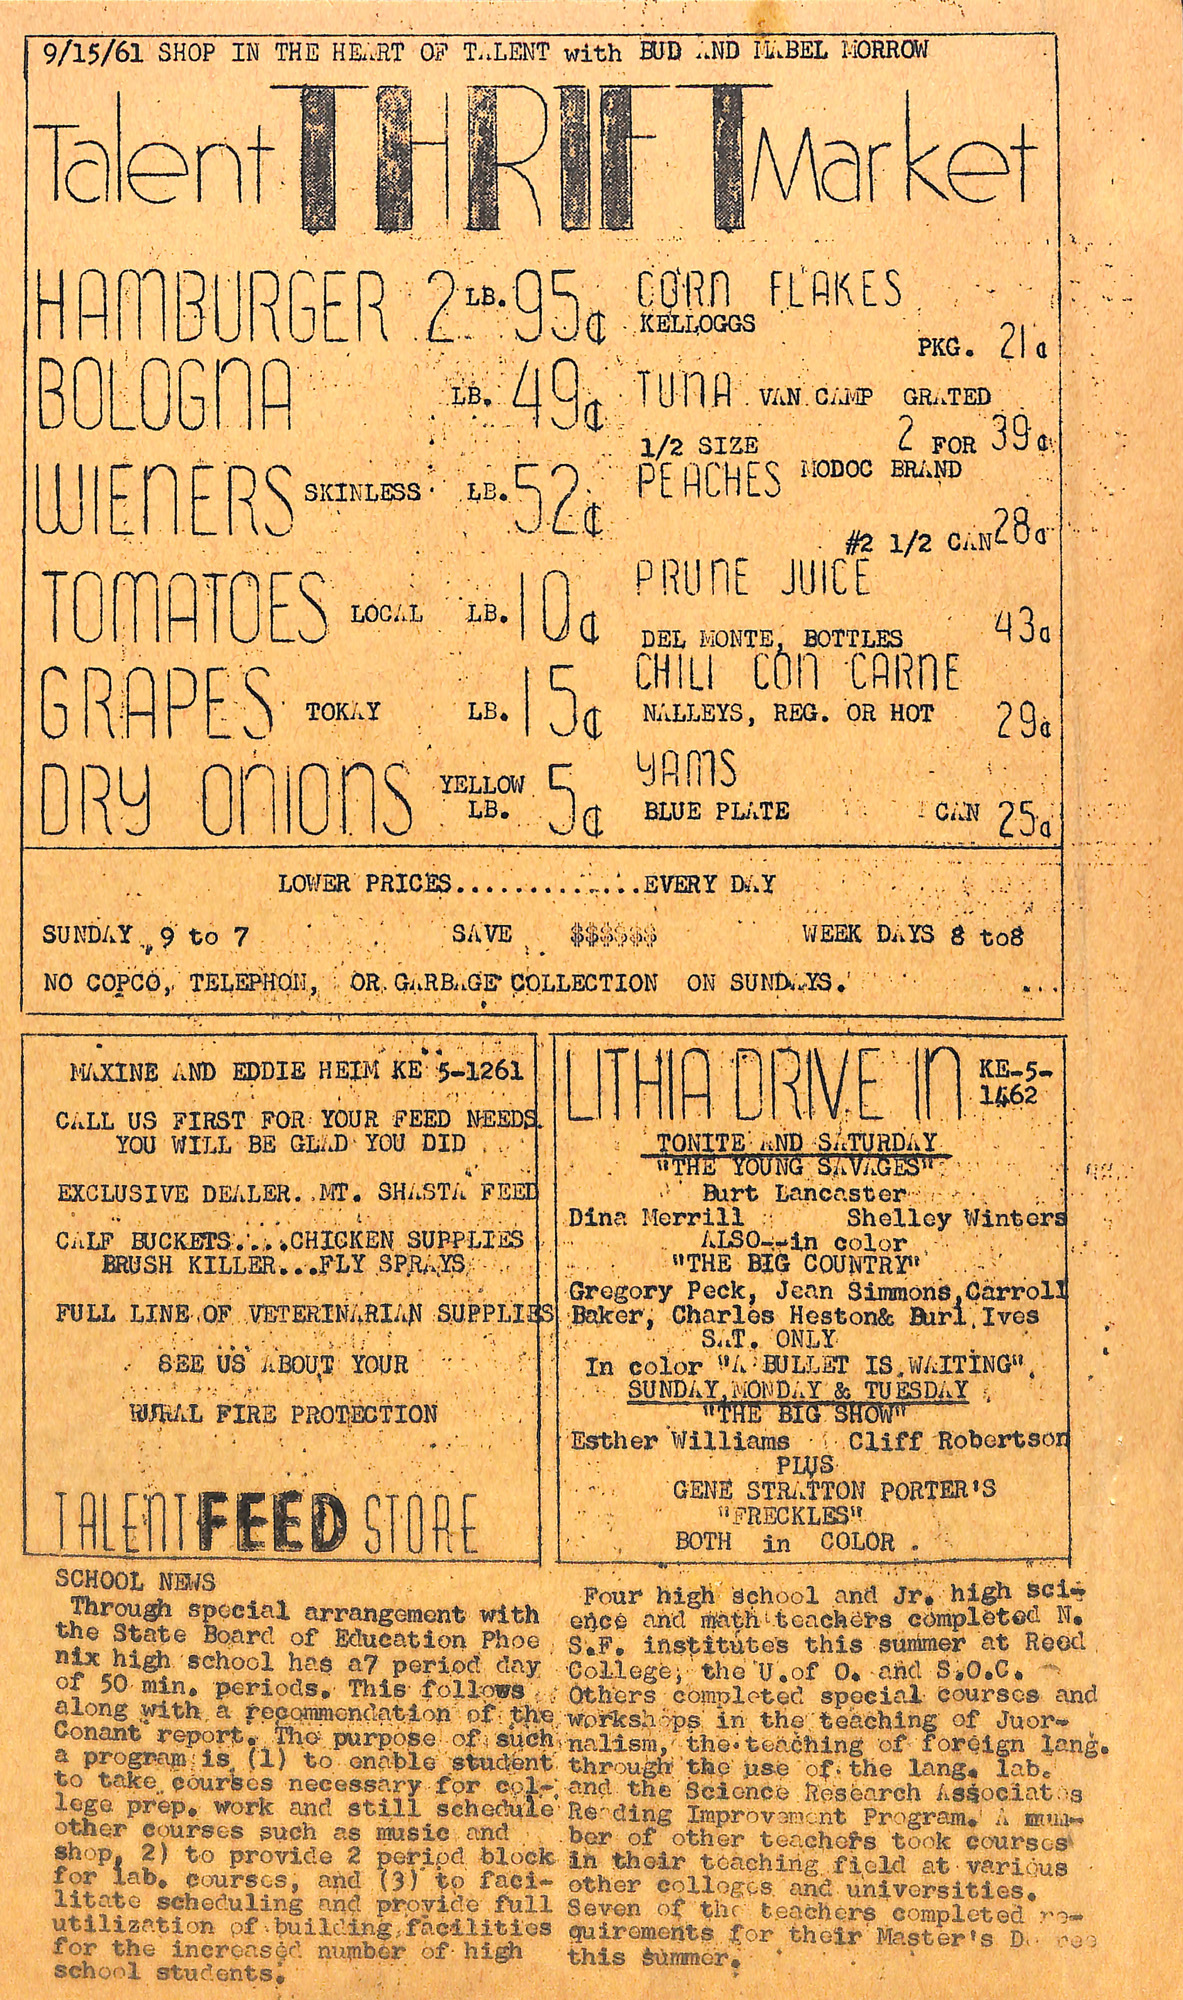 9/15/61 SHOP IN THE HEART OF TALENT with BUD AND MABEL MORROW
Talent THRIFT Market
HAMBURGER 2 LB. 95¢
BOLOGNA LB. 49¢
WIENERS SKINLESS LB. 52¢
TOMATOES LOCAL LB. 10¢
GRAPES TOKAY LB. 15¢
DRY ONIONS YELLOW LB. 5¢
CORN FLAKES
KELLOGGS
PKG. 21¢
TUNA VAN CAMP GRATED
1/2 SIZE 2 FOR 39¢
PEACHES MODOC BRAND
#2 1/2 CAN 28¢
PRUNE JUICE
DEL MONTE, BOTTLES 43¢
CHILI CON CARNE
NALLEYS, REG. OR HOT 29¢
YAMS
BLUE PLATE CAN 25¢
LOWER PRICES.............EVERY DAY
SUNDAY 9 to 7 SAVE $$$$$$ WEEK DAYS 8 to8
NO COPCO, TELEPHON, OR GARBAGE COLLECTION ON SUNDAYS. ...
MAXINE AND EDDIE HEIM KE 5-1261
CALL US FIRST FOR YOUR FEED NEEDS
YOU WILL BE GLAD YOU DID
EXCLUSIVE DEALER..MT. SHASTA FEED
CALF BUCKETS.....CHICKEN SUPPLIES
BRUSH KILLER...FLY SPRAYS
FULL LINE OF VETERINARIAN SUPPLIES
SEE US ABOUT YOUR
RURAL FIRE PROTECTION
TALENT FEED STORE
LITHIA DRIVE IN KE-5-
1462
TONITE AND SATURDAY
"THE YOUNG SAVAGES"
Burt Lancaster
Dina Merrill Shelley Winters
ALSO--in color
"THE BIG COUNTRY"
Gregory Peck, Jean Simmons,Carroll
Baker, Charles Heston& Burl Ives
SAT. ONLY
In color "A BULLET IS WAITING"
SUNDAY,MONDAY & TUESDAY
"THE BIG SHOW"
Esther Williams Cliff Robertson
PLUS
GENE STRATTON PORTER'S
"FRECKLES"
BOTH in COLOR .
SCHOOL NEWS
Through special arrangement with
the State Board of Education Phoe
nix high school has a7 period day
of 50 min. periods. This follows
along with a recommendation of the
Conant report. The purpose of such
a program is (1) to enable student
to take courses necessary for col-
lege prep. work and still schedule
other courses such as music and
shop, 2) to provide 2 period block
for lab. courses, and (3) to faci-
litate scheduling and provide full
utilization of building facilities
for the increased number of high
school students.
Four high school and Jr. high sci-
ence and math teachers completed N.
S.F. institutes this summer at Reed
College, the U.of O. and S.O.C.
Others completed special courses and
workshops in the teaching of Juor-
nalism, the teaching of foreign lang.
through the use of the lang. lab.
and the Science Research Associates
Reading Improvement Program. A mum-
ber of other teachers took courses
in their teaching field at various
other colleges and universities.
Seven of the teachers completed re-
quirements for their Master's
this summer.